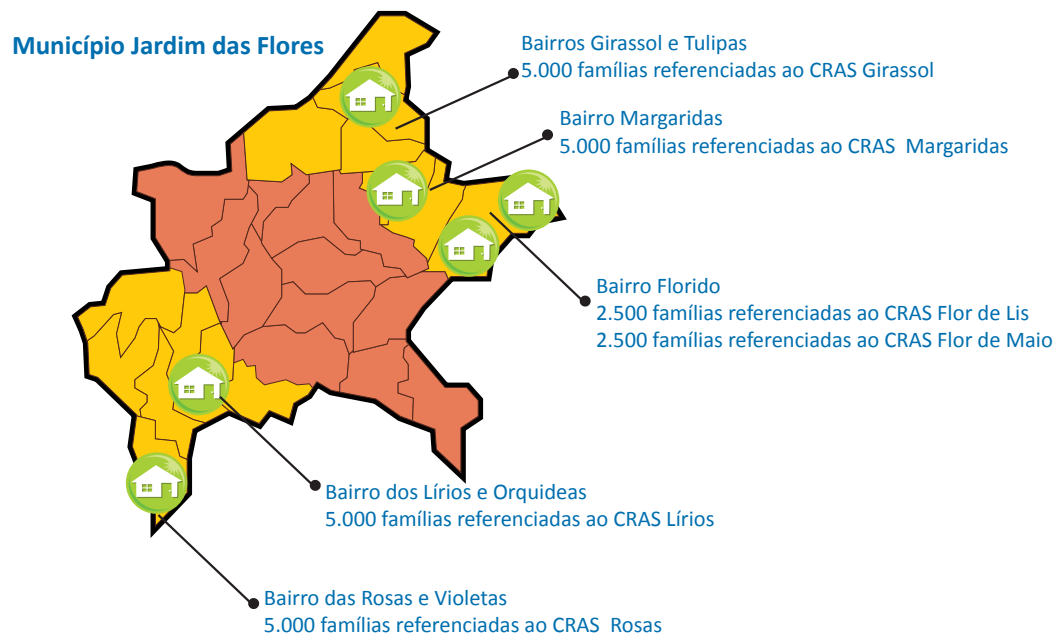 Município Jardim das Flores
Bairros Girassol e Tulipas
5.000 famílias referenciadas ao CRAS Girassol
Bairro Margaridas
5.000 famílias referenciadas ao CRAS  Margaridas
Bairro Florido
2.500 famílias referenciadas ao CRAS Flor de Lis
2.500 famílias referenciadas ao CRAS Flor de Maio
Bairro dos Lírios e Orquideas
5.000 famílias referenciadas ao CRAS Lírios
Bairro das Rosas e Violetas
5.000 famílias referenciadas ao CRAS  Rosas